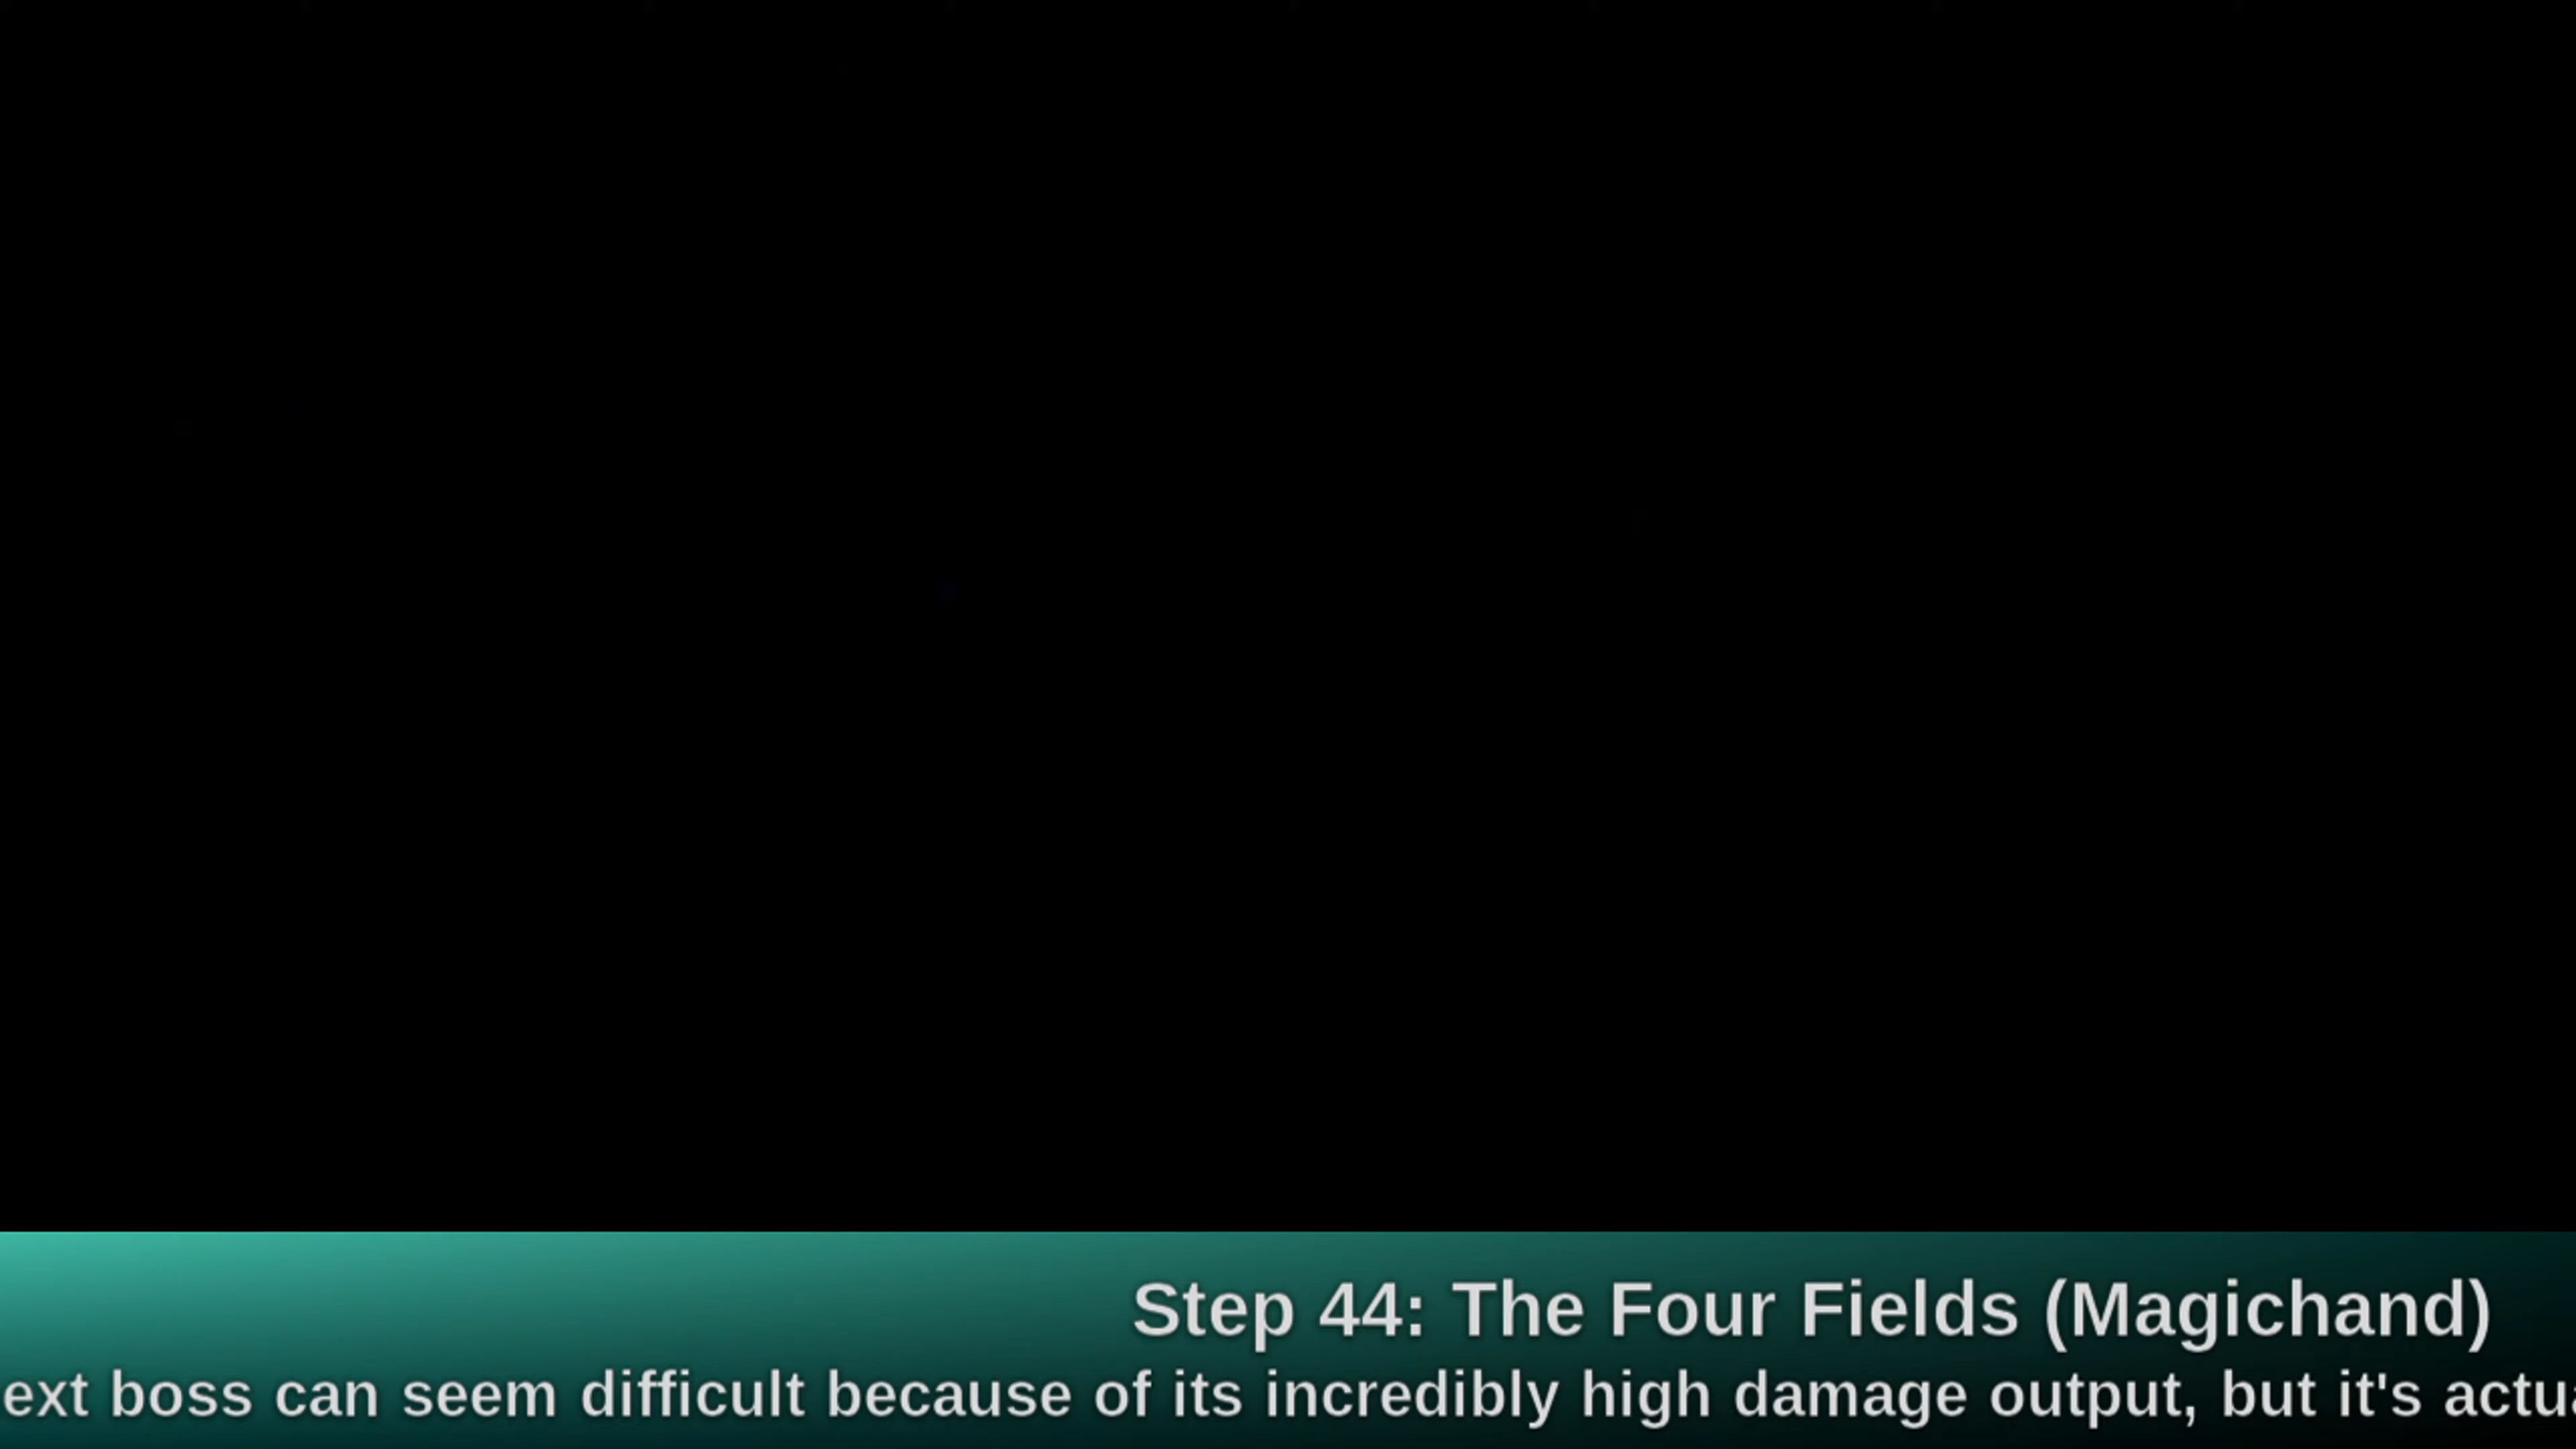 Step 44: The Four Fields (Magichand)
ext boss can seem difficult because of its incredibly high damage output, but it's actu